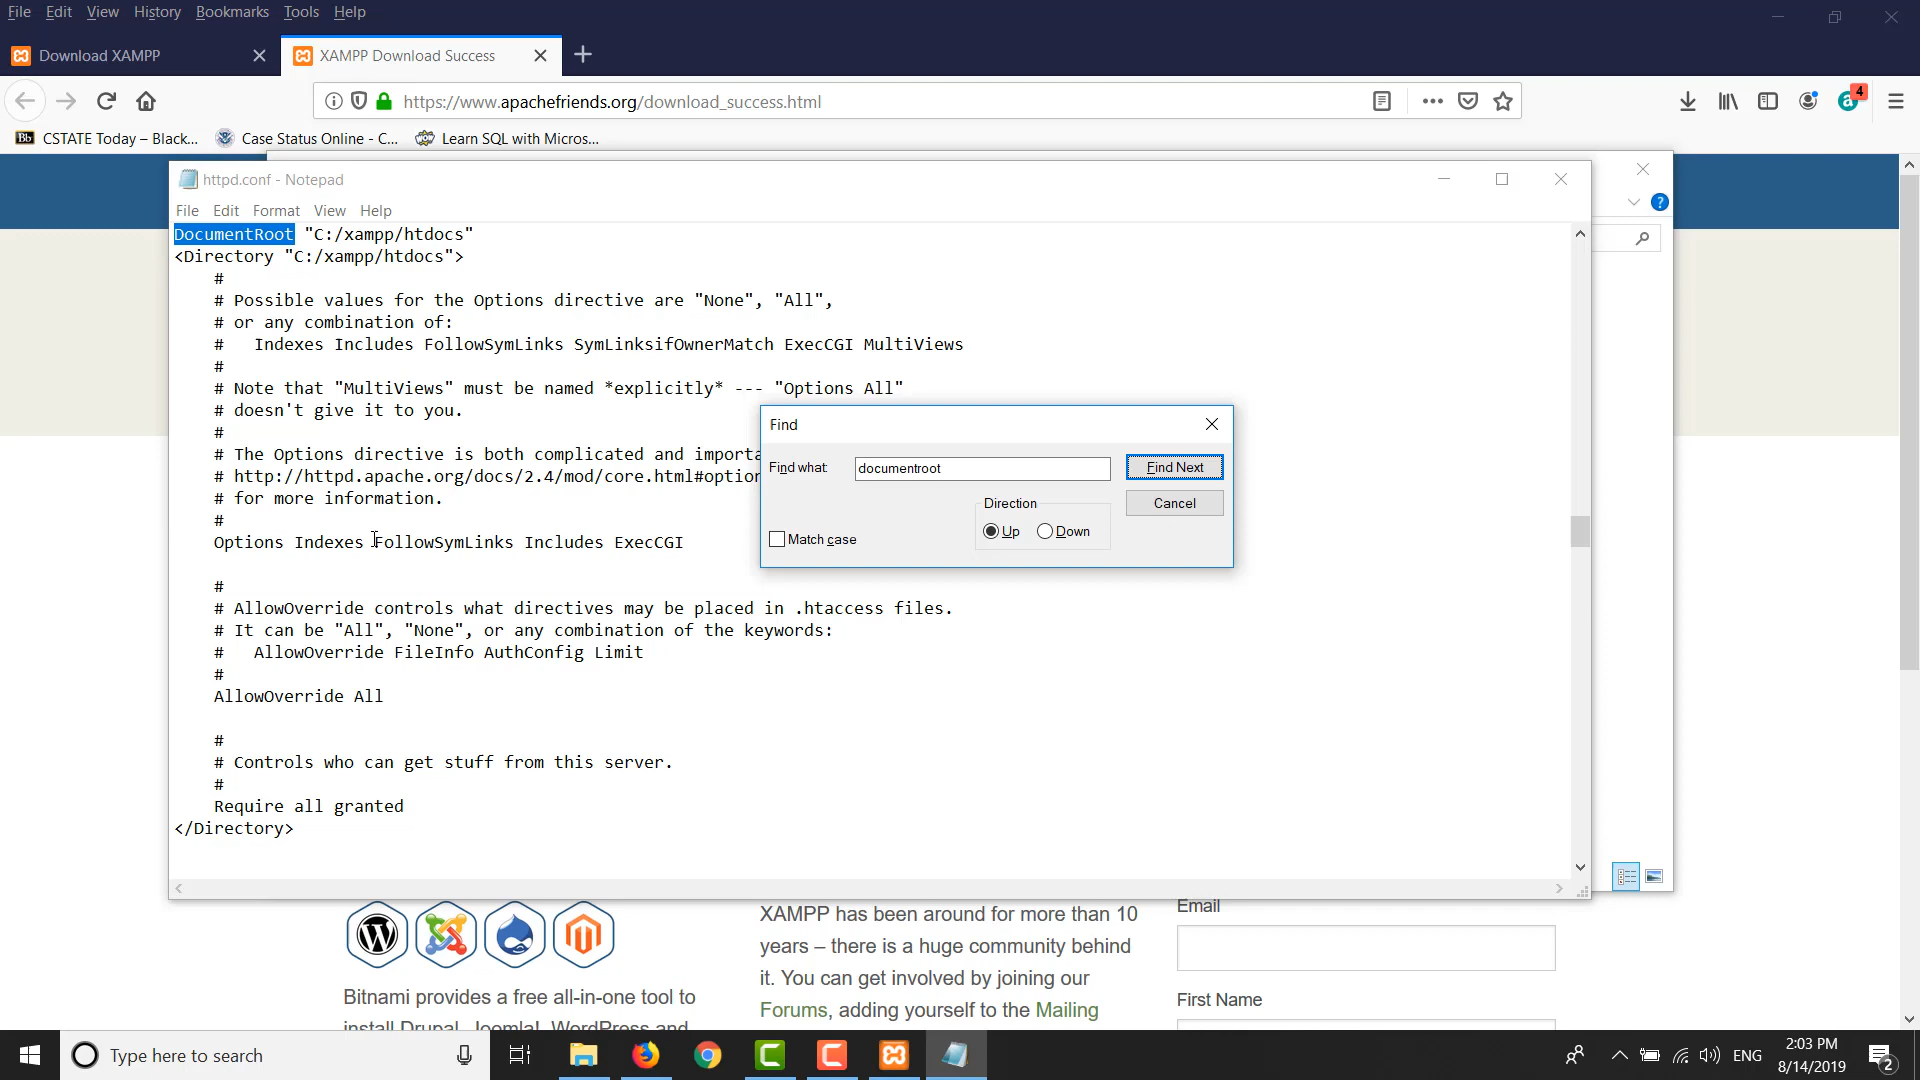 File Edit View History Bookmarks Tools Help
Download XAMPP
XAMPP Download Success
https://www.apachefriends.org/download_success.html
4
Bb CSTATE Today – Black...
Case Status Online - C...
Learn SQL with Micros...
httpd.conf - Notepad
File Edit Format View Help
DocumentRoot "C:/xampp/htdocs"
<Directory "C:/xampp/htdocs">
#
# Possible values for the Options directive are "None", "All",
# or any combination of:
#   Indexes Includes FollowSymLinks SymLinksifOwnerMatch ExecCGI MultiViews
#
# Note that "MultiViews" must be named *explicitly* --- "Options All"
# doesn't give it to you.
#
# The Options directive is both complicated and importa
# http://httpd.apache.org/docs/2.4/mod/core.html#option
# for more information.
#
Options Indexes FollowSymLinks Includes ExecCGI
#
# AllowOverride controls what directives may be placed in .htaccess files.
# It can be "All", "None", or any combination of the keywords:
#   AllowOverride FileInfo AuthConfig Limit
#
AllowOverride All
#
# Controls who can get stuff from this server.
#
Require all granted
</Directory>
Find
Find what:
documentroot
Find Next
Direction
Cancel
Up
Down
Match case
XAMPP has been around for more than 10
years – there is a huge community behind
it. You can get involved by joining our
Forums, adding yourself to the Mailing
Bitnami provides a free all-in-one tool to
install Drupal, Joomla!, WordPress and
Email
First Name
Type here to search
ENG
2:03 PM
8/14/2019
2